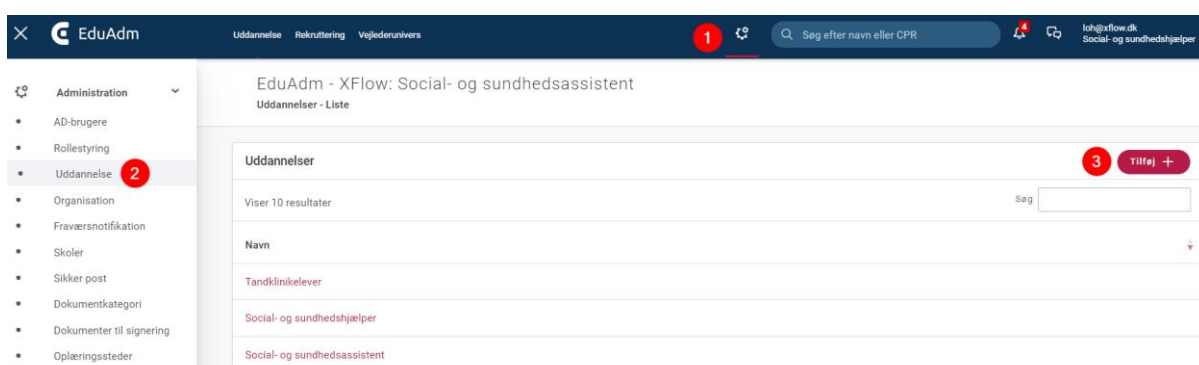 EduAdm
Uddannelse Rekruttering Vejlederunivers
1
Søg efter navn eller CPR
4
loh@xflow.dk
Social- og sundhedshjælper
Administration
AD-brugere
Rollestyring
Uddannelse 2
Organisation
Fraværsnotifikation
Skoler
Sikker post
Dokumentkategori
Dokumenter til signering
Oplæringssteder
EduAdm - XFlow: Social- og sundhedsassistent
Uddannelser - Liste
Uddannelser
3 Tilføj +
Viser 10 resultater
Søg
Navn
Tandklinikelever
Social- og sundhedshjælper
Social- og sundhedsassistent